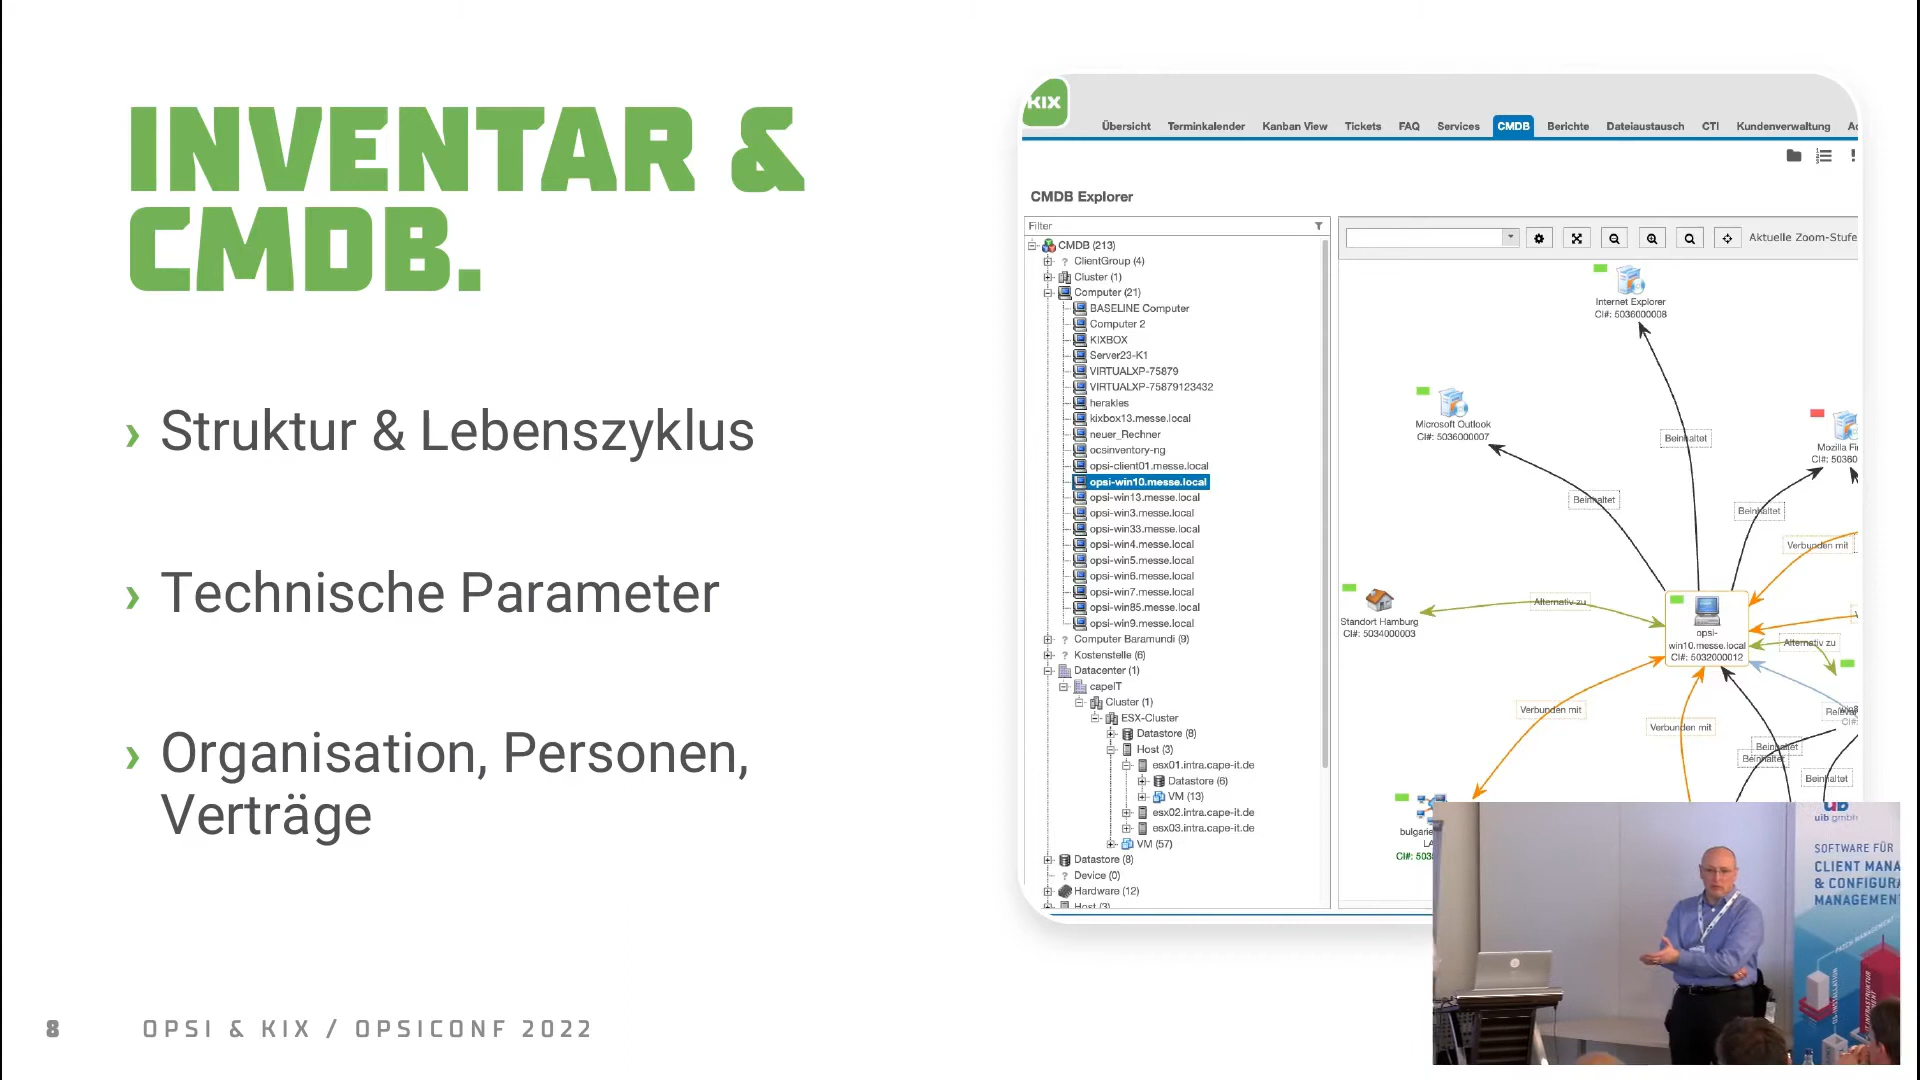 INVENTAR &
CMDB.
› Struktur & Lebenszyklus
› Technische Parameter
› Organisation, Personen,
Verträge
8
OPSI & KIX / OPSICONF 2022
KIX
Übersicht Terminkalender Kanban View Tickets FAQ Services CMDB Berichte Dateiaustausch CTI Kundenverwaltung
CMDB Explorer
Filter
CMDB (213)
ClientGroup (4)
Cluster (1)
Computer (21)
BASELINE Computer
Computer 2
KIXBOX
Server23-K1
VIRTUALXP-75879
VIRTUALXP-75879123432
herakles
kixbox13.messe.local
neuer_Rechner
ocsinventory-ng
opsi-client01.messe.local
opsi-win10.messe.local
opsi-win13.messe.local
opsi-win3.messe.local
opsi-win33.messe.local
opsi-win4.messe.local
opsi-win5.messe.local
opsi-win6.messe.local
opsi-win7.messe.local
opsi-win85.messe.local
opsi-win9.messe.local
Computer Baramundi (9)
Kostenstelle (6)
Datacenter (1)
capeIT
Cluster (1)
ESX-Cluster
Datastore (8)
Host (3)
esx01.intra.cape-it.de
Datastore (6)
VM (13)
esx02.intra.cape-it.de
esx03.intra.cape-it.de
VM (57)
Datastore (8)
Device (0)
Hardware (12)
Host (3)
Aktuelle Zoom-Stufe
Internet Explorer
CI#: 5036000008
Microsoft Outlook
CI#: 5036000007
Mozilla Fi
CI#: 50360
Beinhaltet
Beinhaltet
Beinhaltet
Verbunden mit
Standort Hamburg
CI#: 5034000003
Alternativ zu
opsi-
win10.messe.local
CI#: 5032000012
Alternativ zu
Verbunden mit
Verbunden mit
Beinhaltet
Beinhaltet
Beinhaltet
bulgarie
LA
CI#: 503
uib
uib gmbh
SOFTWARE FÜR
CLIENT MANA
& CONFIGURA
MANAGEMEN